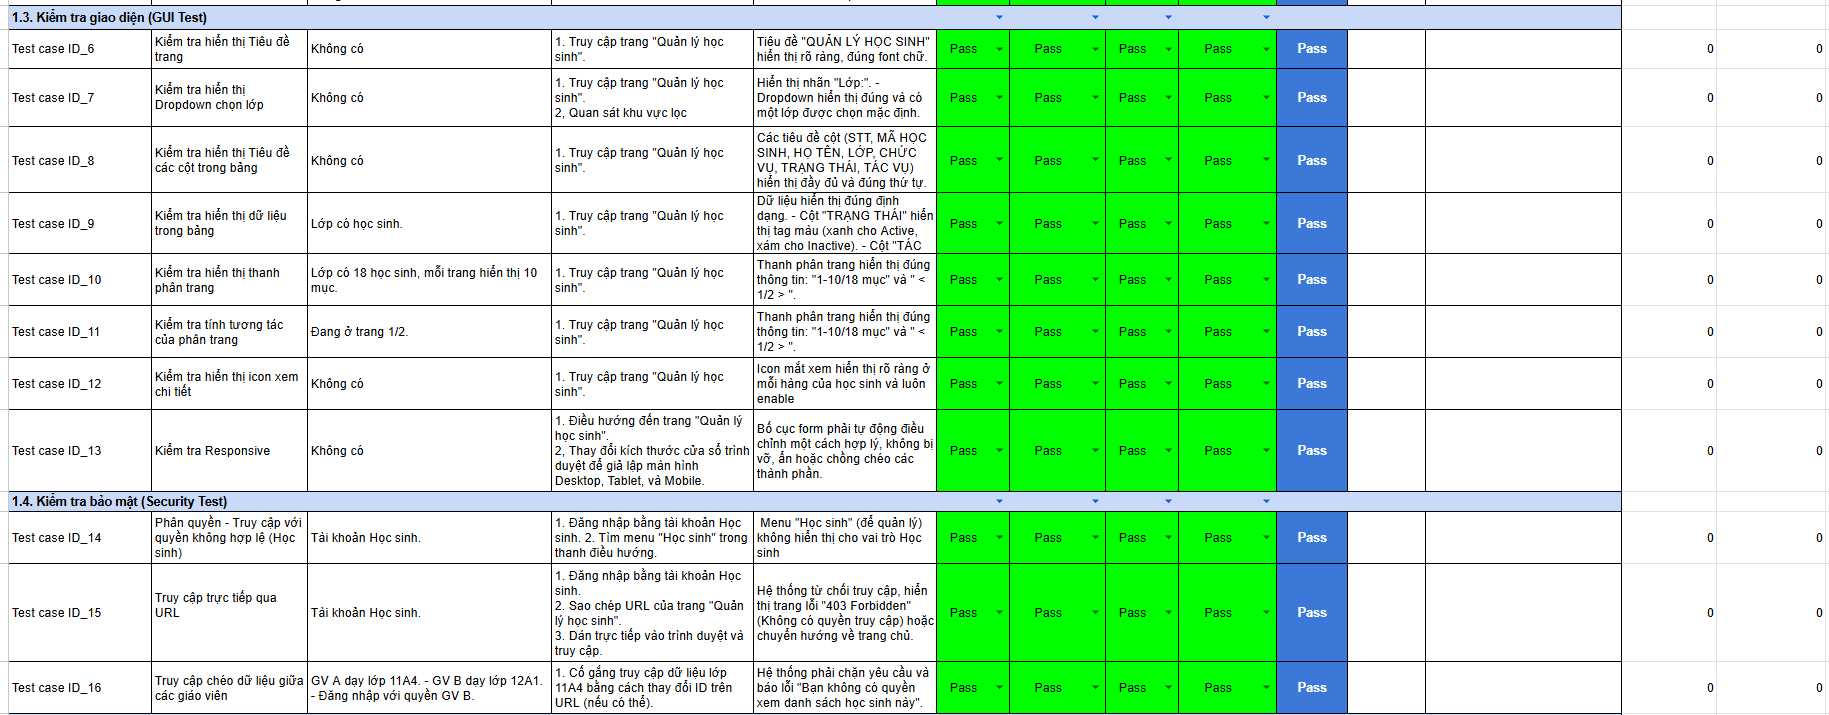 1.3. Kiểm tra giao diện (GUI Test)
Test case ID_6
Kiểm tra hiển thị Tiêu đề
trang
Không có
1. Truy cập trang "Quản lý học
sinh".
Tiêu đề "QUẢN LÝ HỌC SINH"
hiển thị rõ ràng, đúng font chữ.
Pass
Pass
Pass
Pass
Pass
0
0
Test case ID_7
Kiểm tra hiển thị
Dropdown chọn lớp
Không có
1. Truy cập trang "Quản lý học
sinh".
2, Quan sát khu vực lọc
Hiển thị nhãn "Lớp:". -
Dropdown hiển thị đúng và có
một lớp được chọn mặc định.
Pass
Pass
Pass
Pass
Pass
0
0
Test case ID_8
Kiểm tra hiển thị Tiêu đề
các cột trong bảng
Không có
1. Truy cập trang "Quản lý học
sinh".
Các tiêu đề cột (STT, MÃ HỌC
SINH, HỌ TÊN, LỚP, CHỨC
VỤ, TRẠNG THÁI, TÁC VỤ)
hiển thị đầy đủ và đúng thứ tự.
Pass
Pass
Pass
Pass
Pass
0
0
Test case ID_9
Kiểm tra hiển thị dữ liệu
trong bảng
Lớp có học sinh.
1. Truy cập trang "Quản lý học
sinh".
Dữ liệu hiển thị đúng định
dạng. - Cột "TRẠNG THÁI" hiển
thị tag màu (xanh cho Active,
xám cho Inactive). - Cột "TÁC
Pass
Pass
Pass
Pass
Pass
0
0
Test case ID_10
Kiểm tra hiển thị thanh
phân trang
Lớp có 18 học sinh, mỗi trang hiển thị 10
mục.
1. Truy cập trang "Quản lý học
sinh".
Thanh phân trang hiển thị đúng
thông tin: "1-10/18 mục" và " <
1/2 > ".
Pass
Pass
Pass
Pass
Pass
0
0
Test case ID_11
Kiểm tra tính tương tác
của phân trang
Đang ở trang 1/2.
1. Truy cập trang "Quản lý học
sinh".
Thanh phân trang hiển thị đúng
thông tin: "1-10/18 mục" và " <
1/2 > ".
Pass
Pass
Pass
Pass
Pass
0
0
Test case ID_12
Kiểm tra hiển thị icon xem
chi tiết
Không có
1. Truy cập trang "Quản lý học
sinh".
Icon mắt xem hiển thị rõ ràng ở
mỗi hàng của học sinh và luôn
enable
Pass
Pass
Pass
Pass
Pass
0
0
Test case ID_13
Kiểm tra Responsive
Không có
1. Điều hướng đến trang "Quản lý
học sinh".
2, Thay đổi kích thước cửa sổ trình
duyệt để giả lập màn hình
Desktop, Tablet, và Mobile.
Bố cục form phải tự động điều
chỉnh một cách hợp lý, không bị
vỡ, ẩn hoặc chồng chéo các
thành phần.
Pass
Pass
Pass
Pass
Pass
0
0
1.4. Kiểm tra bảo mật (Security Test)
Test case ID_14
Phân quyền - Truy cập với
quyền không hợp lệ (Học
sinh)
Tài khoản Học sinh.
1. Đăng nhập bằng tài khoản Học
sinh. 2. Tìm menu "Học sinh" trong
thanh điều hướng.
Menu "Học sinh" (để quản lý)
không hiển thị cho vai trò Học
sinh
Pass
Pass
Pass
Pass
Pass
0
0
Test case ID_15
Truy cập trực tiếp qua
URL
Tài khoản Học sinh.
1. Đăng nhập bằng tài khoản Học
sinh.
2. Sao chép URL của trang "Quản
lý học sinh".
3. Dán trực tiếp vào trình duyệt và
truy cập.
Hệ thống từ chối truy cập, hiển
thị trang lỗi "403 Forbidden"
(Không có quyền truy cập) hoặc
chuyển hướng về trang chủ.
Pass
Pass
Pass
Pass
Pass
0
0
Test case ID_16
Truy cập chéo dữ liệu giữa
các giáo viên
GV A dạy lớp 11A4. - GV B dạy lớp 12A1.
- Đăng nhập với quyền GV B.
1. Cố gắng truy cập dữ liệu lớp
11A4 bằng cách thay đổi ID trên
URL (nếu có thể).
Hệ thống phải chặn yêu cầu và
báo lỗi "Bạn không có quyền
xem danh sách học sinh này".
Pass
Pass
Pass
Pass
Pass
0
0